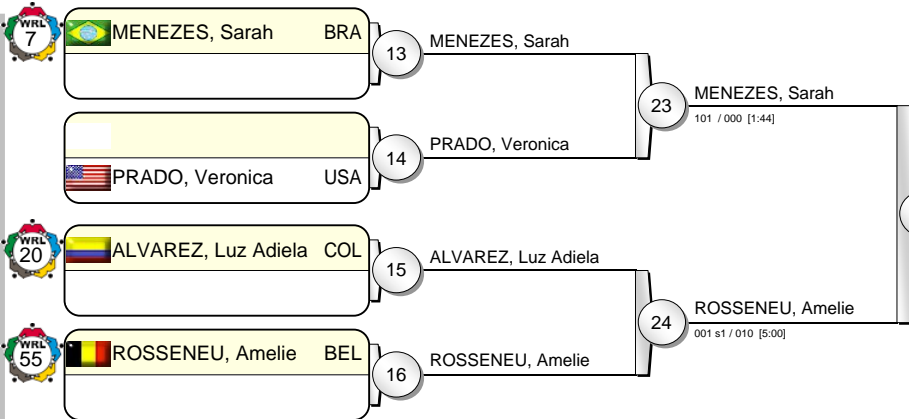 WRL
7
MENEZES, Sarah BRA
13
MENEZES, Sarah
23
MENEZES, Sarah
101 / 000 [1:44]
PRADO, Veronica USA
14
PRADO, Veronica
WRL
20
ALVAREZ, Luz Adiela COL
15
ALVAREZ, Luz Adiela
24
ROSSENEU, Amelie
001 s1 / 010 [5:00]
WRL
55
ROSSENEU, Amelie BEL
16
ROSSENEU, Amelie